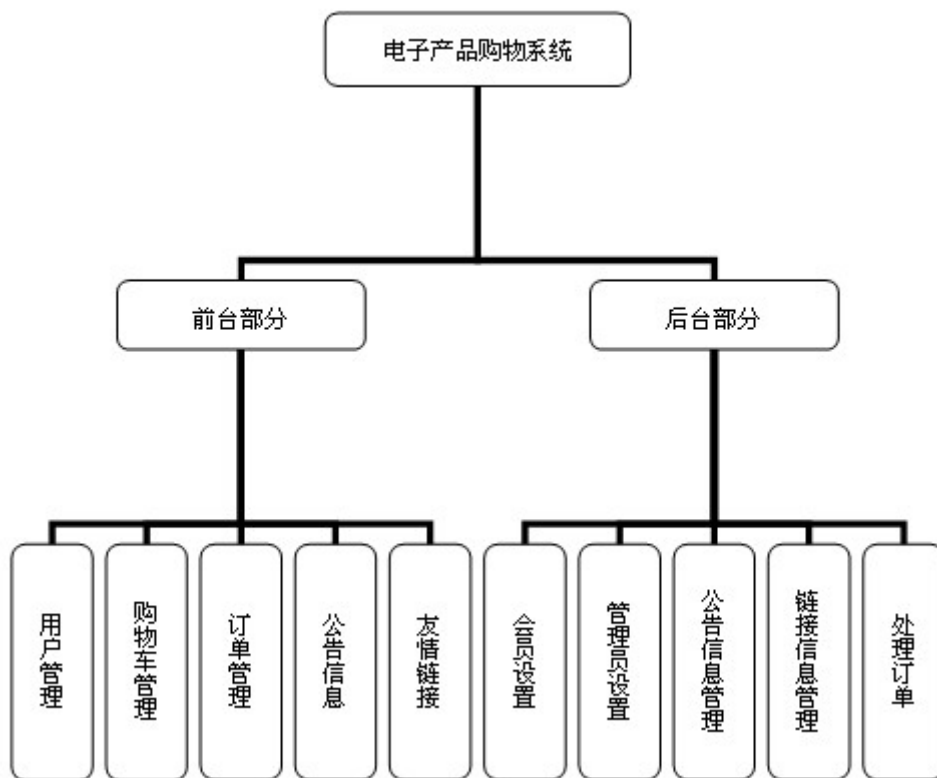 电子产品购物系统
前台部分
后台部分
用户管理
购物车管理
订单管理
公告信息
友情链接
会员设置
管理员设置
公告信息管理
链接信息管理
处理订单